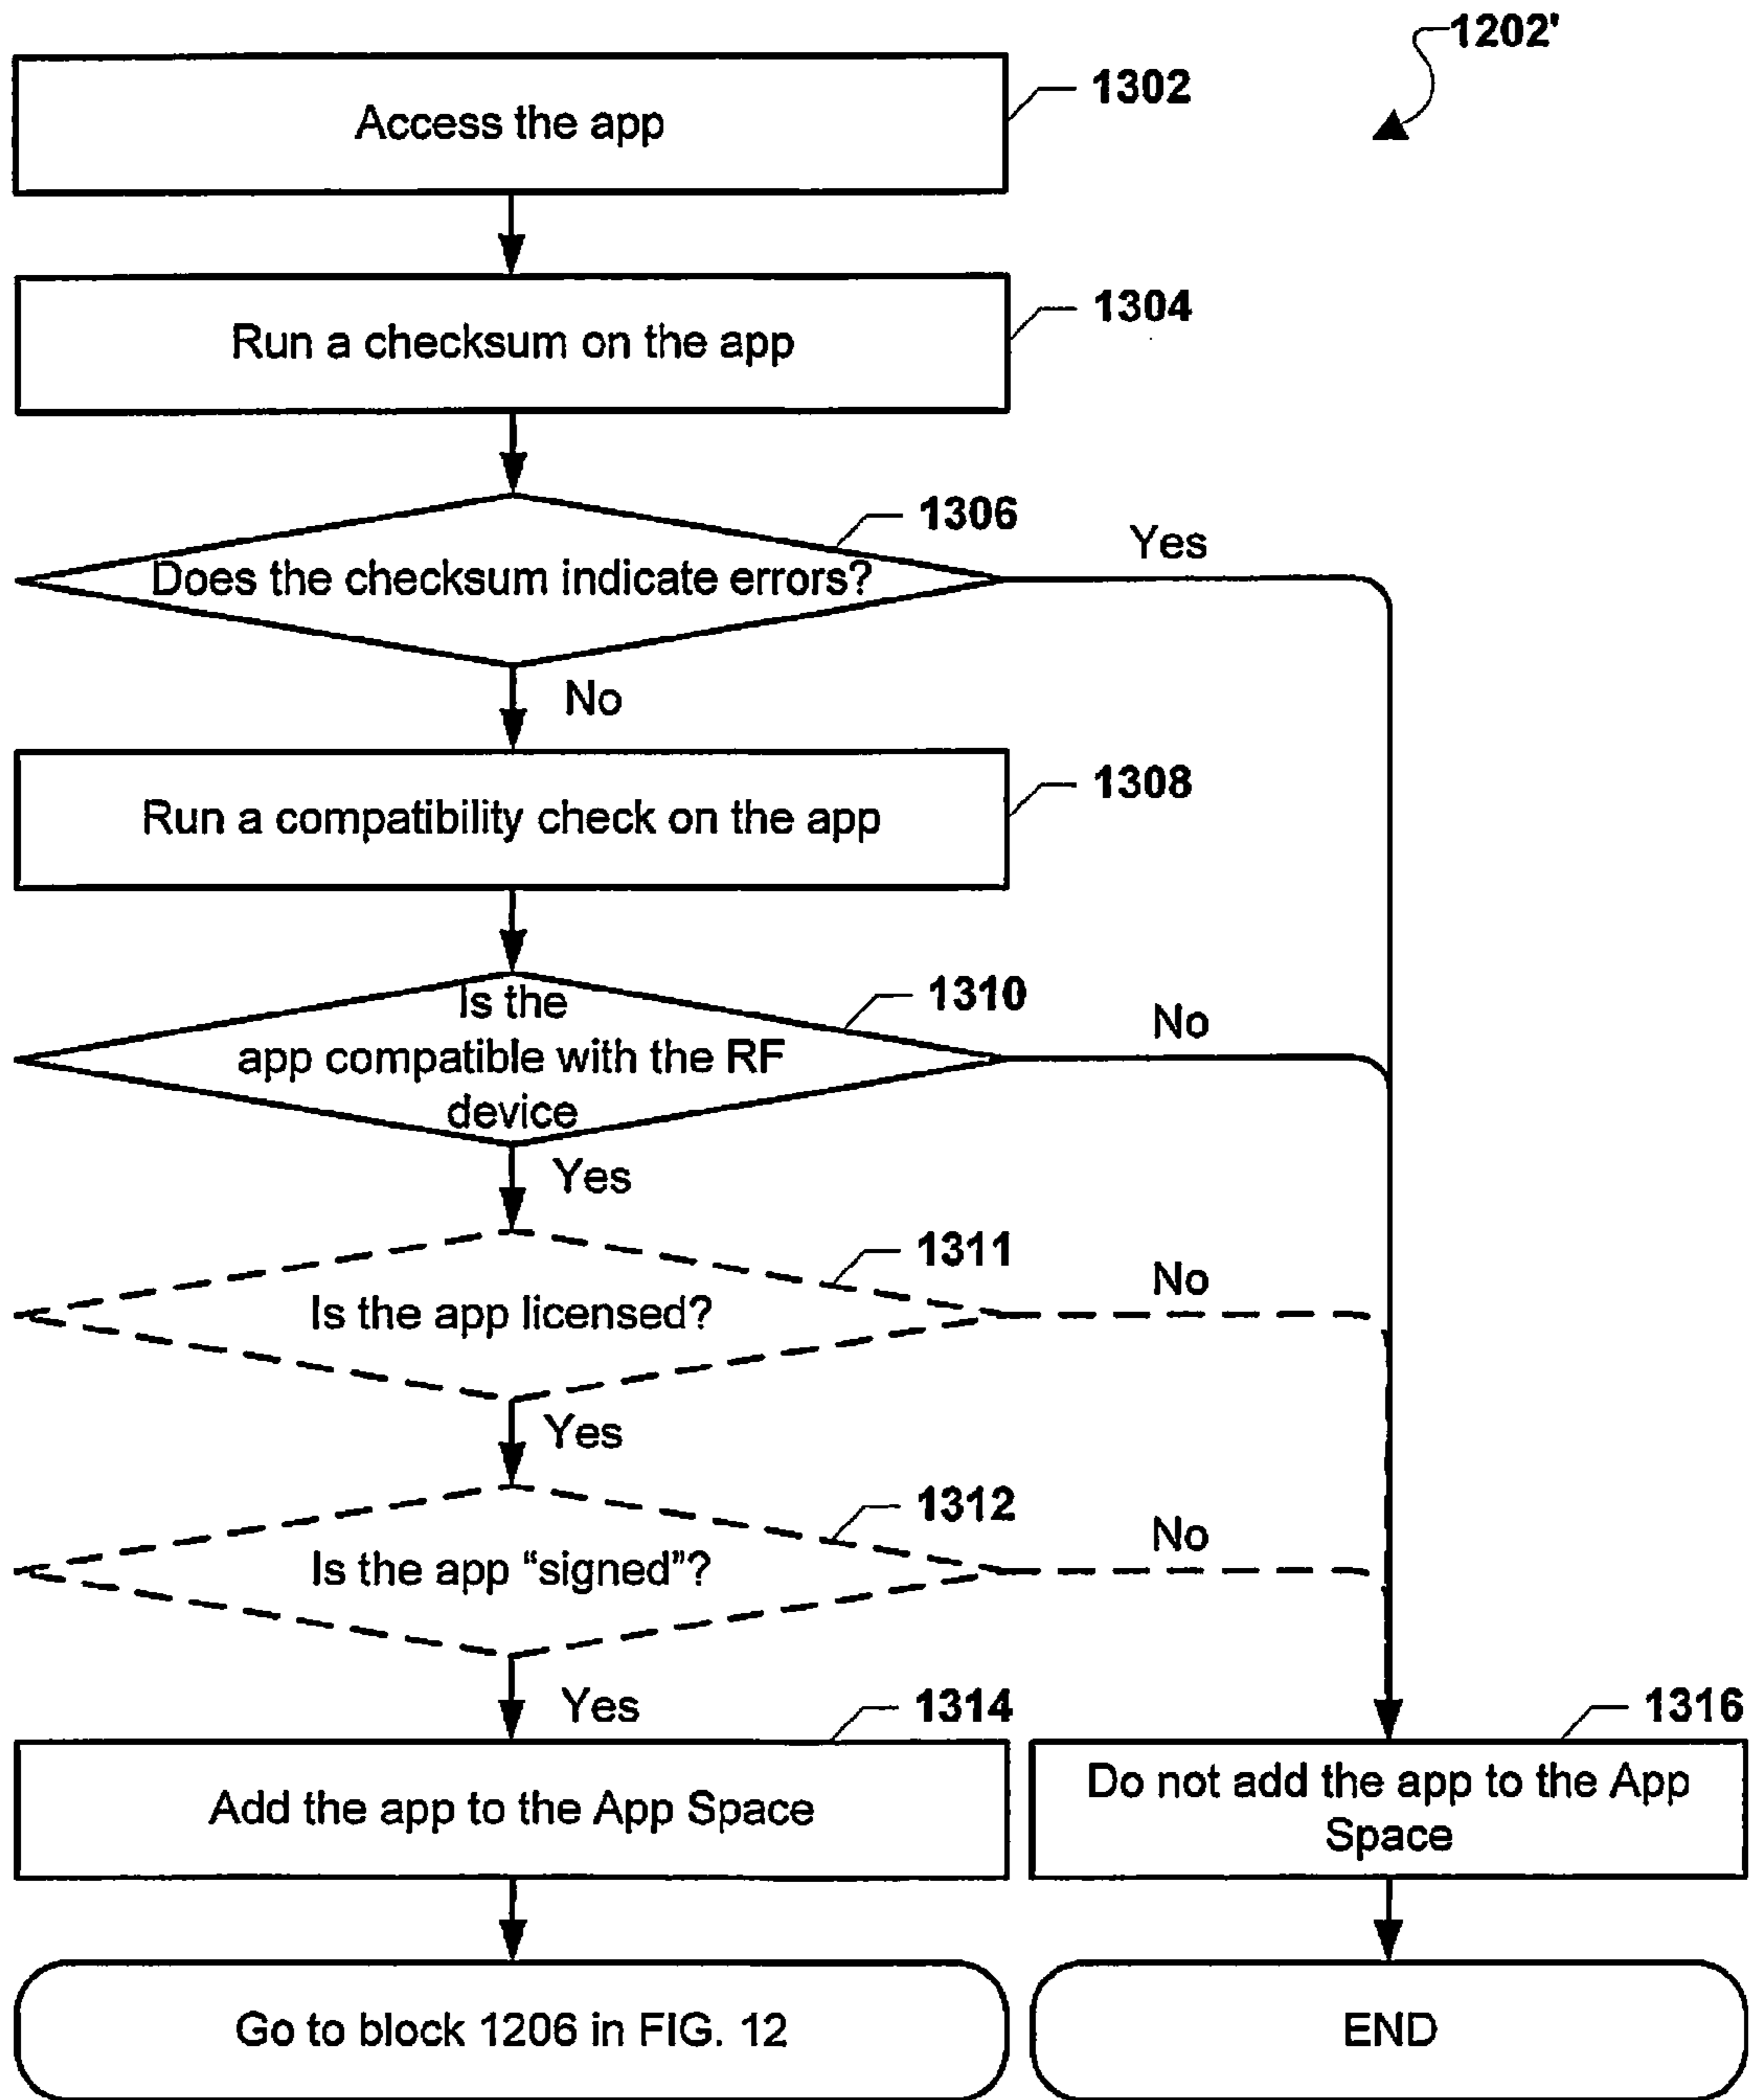 1202'
1302
Access the app
1304
Run a checksum on the app
1306
Does the checksum indicate errors?
Yes
No
1308
Run a compatibility check on the app
1310
Is the
app compatible with the RF
device
No
Yes
1311
Is the app licensed?
No
Yes
1312
Is the app “signed”?
No
Yes
1314
Add the app to the App Space
1316
Do not add the app to the App
Space
Go to block 1206 in FIG. 12
END